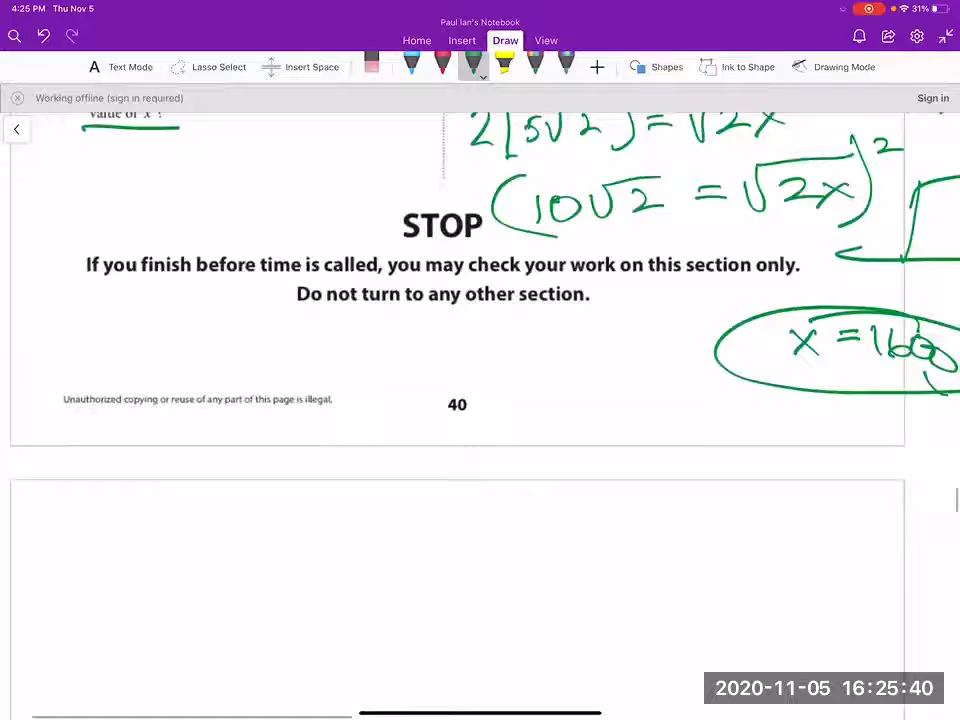 4:25 PM Thu Nov 5
31%
Paul Ian's Notebook
Home Insert Draw View
A Text Mode Lasso Select Insert Space Shapes Ink to Shape Drawing Mode
Working offline (sign in required) Sign in
value of x ?
2(5√2) = √2x
(10√2 = √2x)²
STOP
If you finish before time is called, you may check your work on this section only.
Do not turn to any other section.
x =
Unauthorized copying or reuse of any part of this page is illegal.
40
2020-11-05 16:25:40